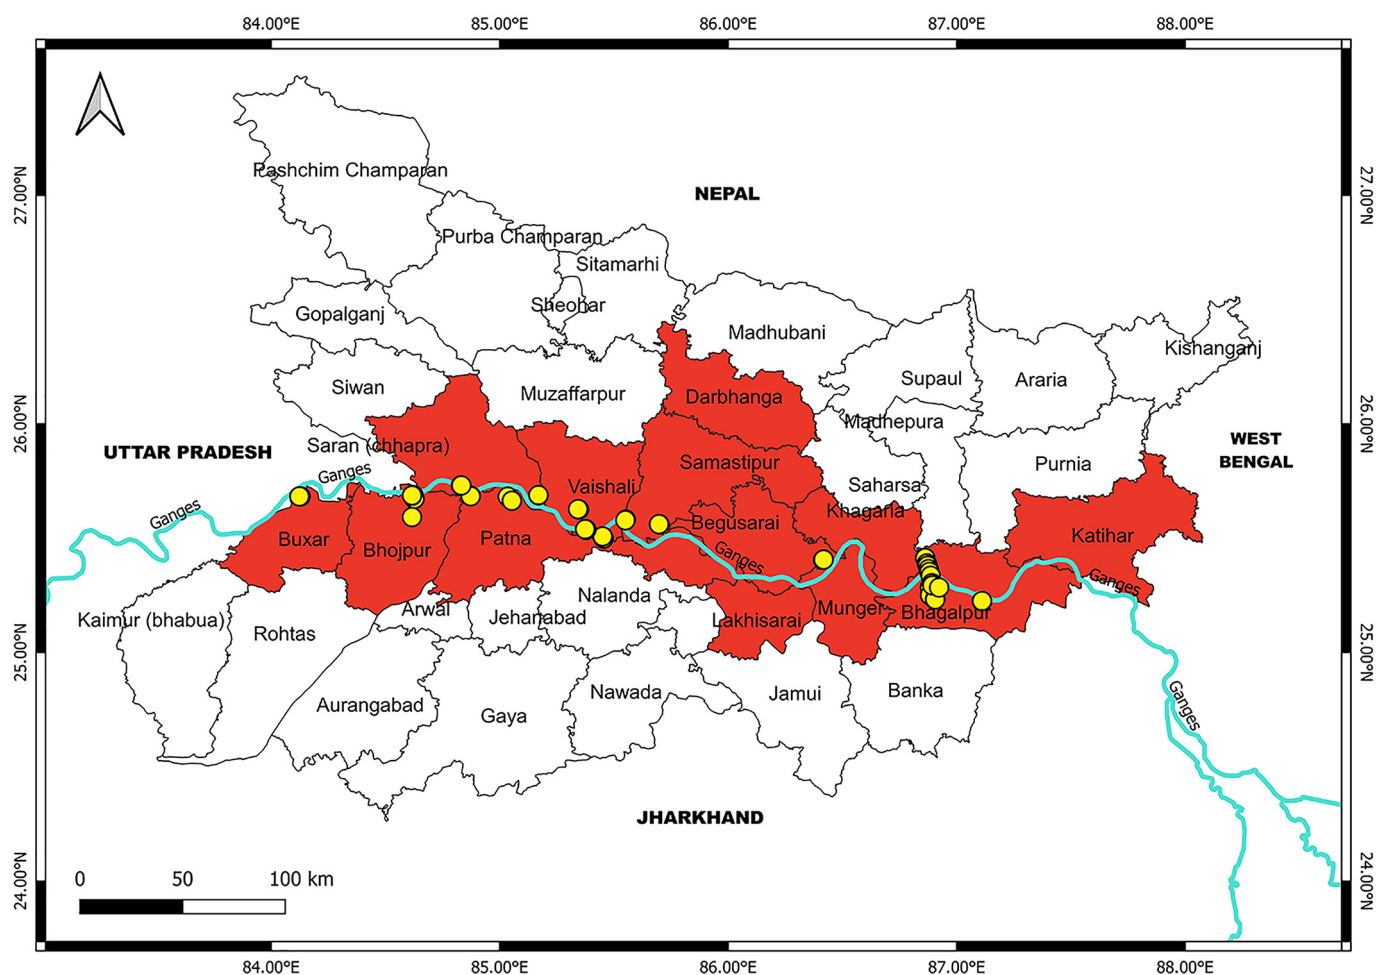 84.00°E 85.00°E 86.00°E 87.00°E 88.00°E
27.00°N
27.00°N
Pashchim Champaran
NEPAL
Purba Champaran
Sitamarhi
Sheohar
Gopalganj
Madhubani
Kishanganj
Siwan
Muzaffarpur
Darbhanga
Supaul
Araria
26.00°N
26.00°N
Madhepura
Saran (chhapra)
UTTAR PRADESH
WEST
BENGAL
Samastipur
Purnia
Ganges
Vaishali
Saharsa
Ganges
Khagaria
Begusarai
Buxar
Bhojpur
Patna
Katihar
Ganges
Ganges
Nalanda
Arwal
Jehanabad
Kaimur (bhabua)
Rohtas
Lakhisarai
Munger
Bhagalpur
25.00°N
25.00°N
Aurangabad
Gaya
Nawada
Jamui
Banka
Ganges
JHARKHAND
24.00°N
24.00°N
0 50 100 km
84.00°E 85.00°E 86.00°E 87.00°E 88.00°E